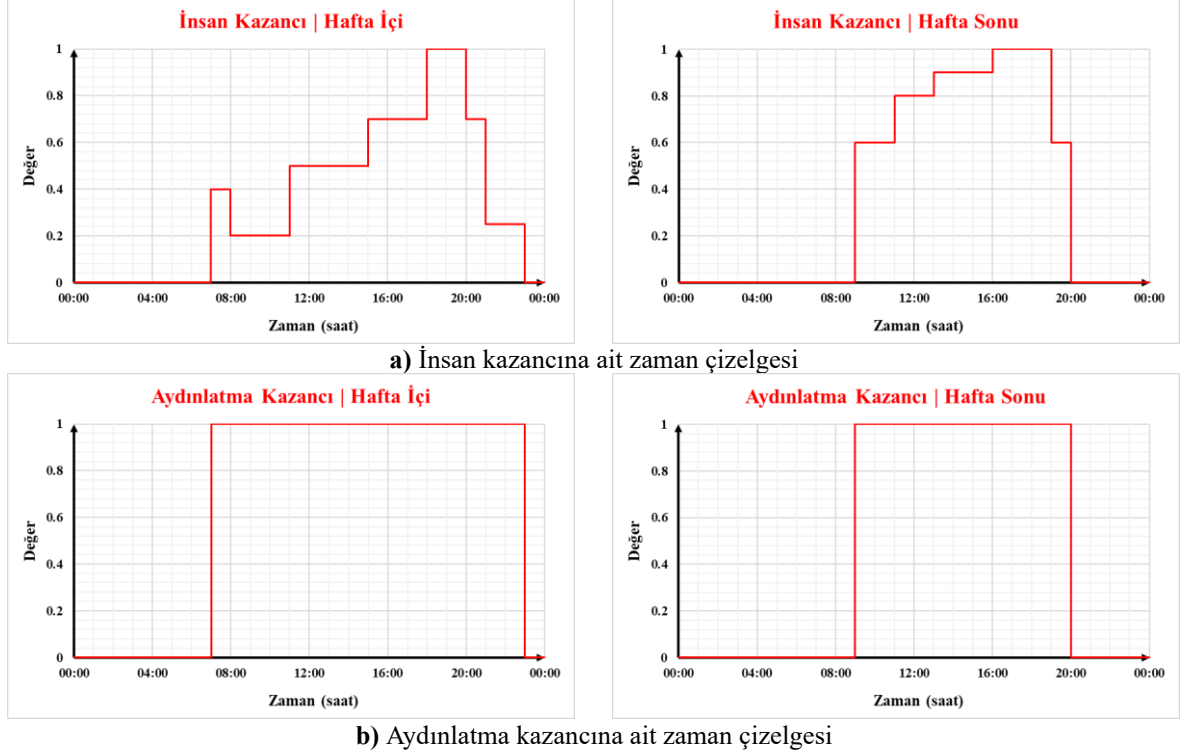 İnsan Kazancı | Hafta İçi
Değer
1
0.8
0.6
0.4
0.2
0
00:00 04:00 08:00 12:00 16:00 20:00 00:00
Zaman (saat)
İnsan Kazancı | Hafta Sonu
Değer
1
0.8
0.6
0.4
0.2
0
00:00 04:00 08:00 12:00 16:00 20:00 00:00
Zaman (saat)
a) İnsan kazancına ait zaman çizelgesi
Aydınlatma Kazancı | Hafta İçi
Değer
1
0.8
0.6
0.4
0.2
0
00:00 04:00 08:00 12:00 16:00 20:00 00:00
Zaman (saat)
Aydınlatma Kazancı | Hafta Sonu
Değer
1
0.8
0.6
0.4
0.2
0
00:00 04:00 08:00 12:00 16:00 20:00 00:00
Zaman (saat)
b) Aydınlatma kazancına ait zaman çizelgesi